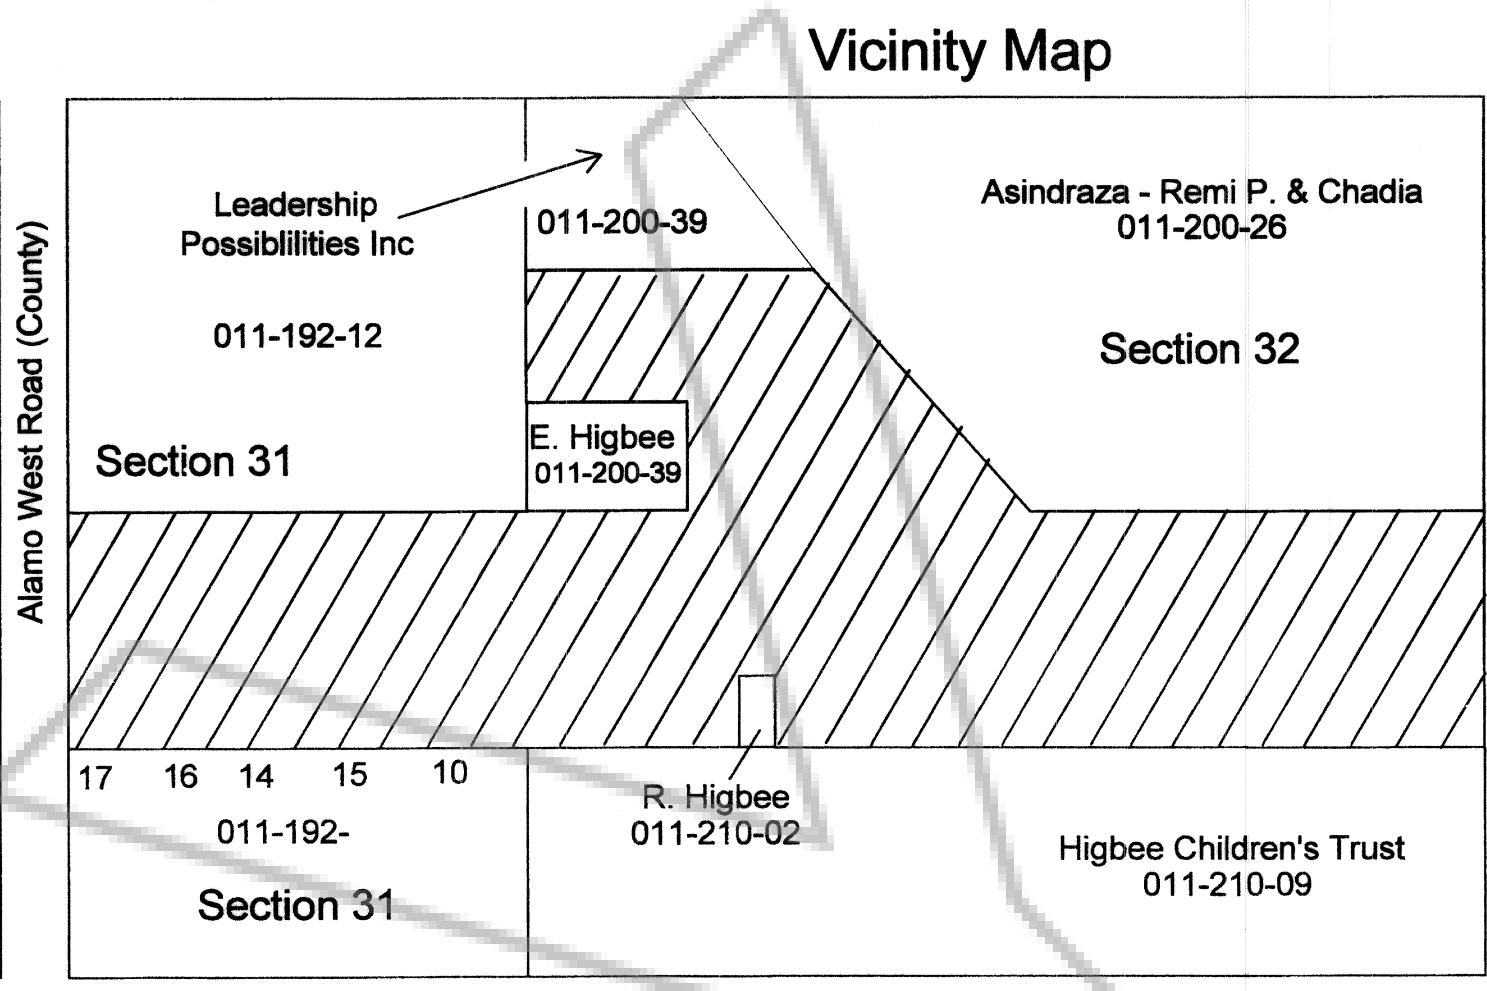 Vicinity Map
Alamo West Road (County)
Leadership
Possiblilities Inc
011-192-12
Section 31
011-200-39
Asindraza - Remi P. & Chadia
011-200-26
Section 32
E. Higbee
011-200-39
17 16 14 15 10
011-192-
Section 31
R. Higbee
011-210-02
Higbee Children's Trust
011-210-09